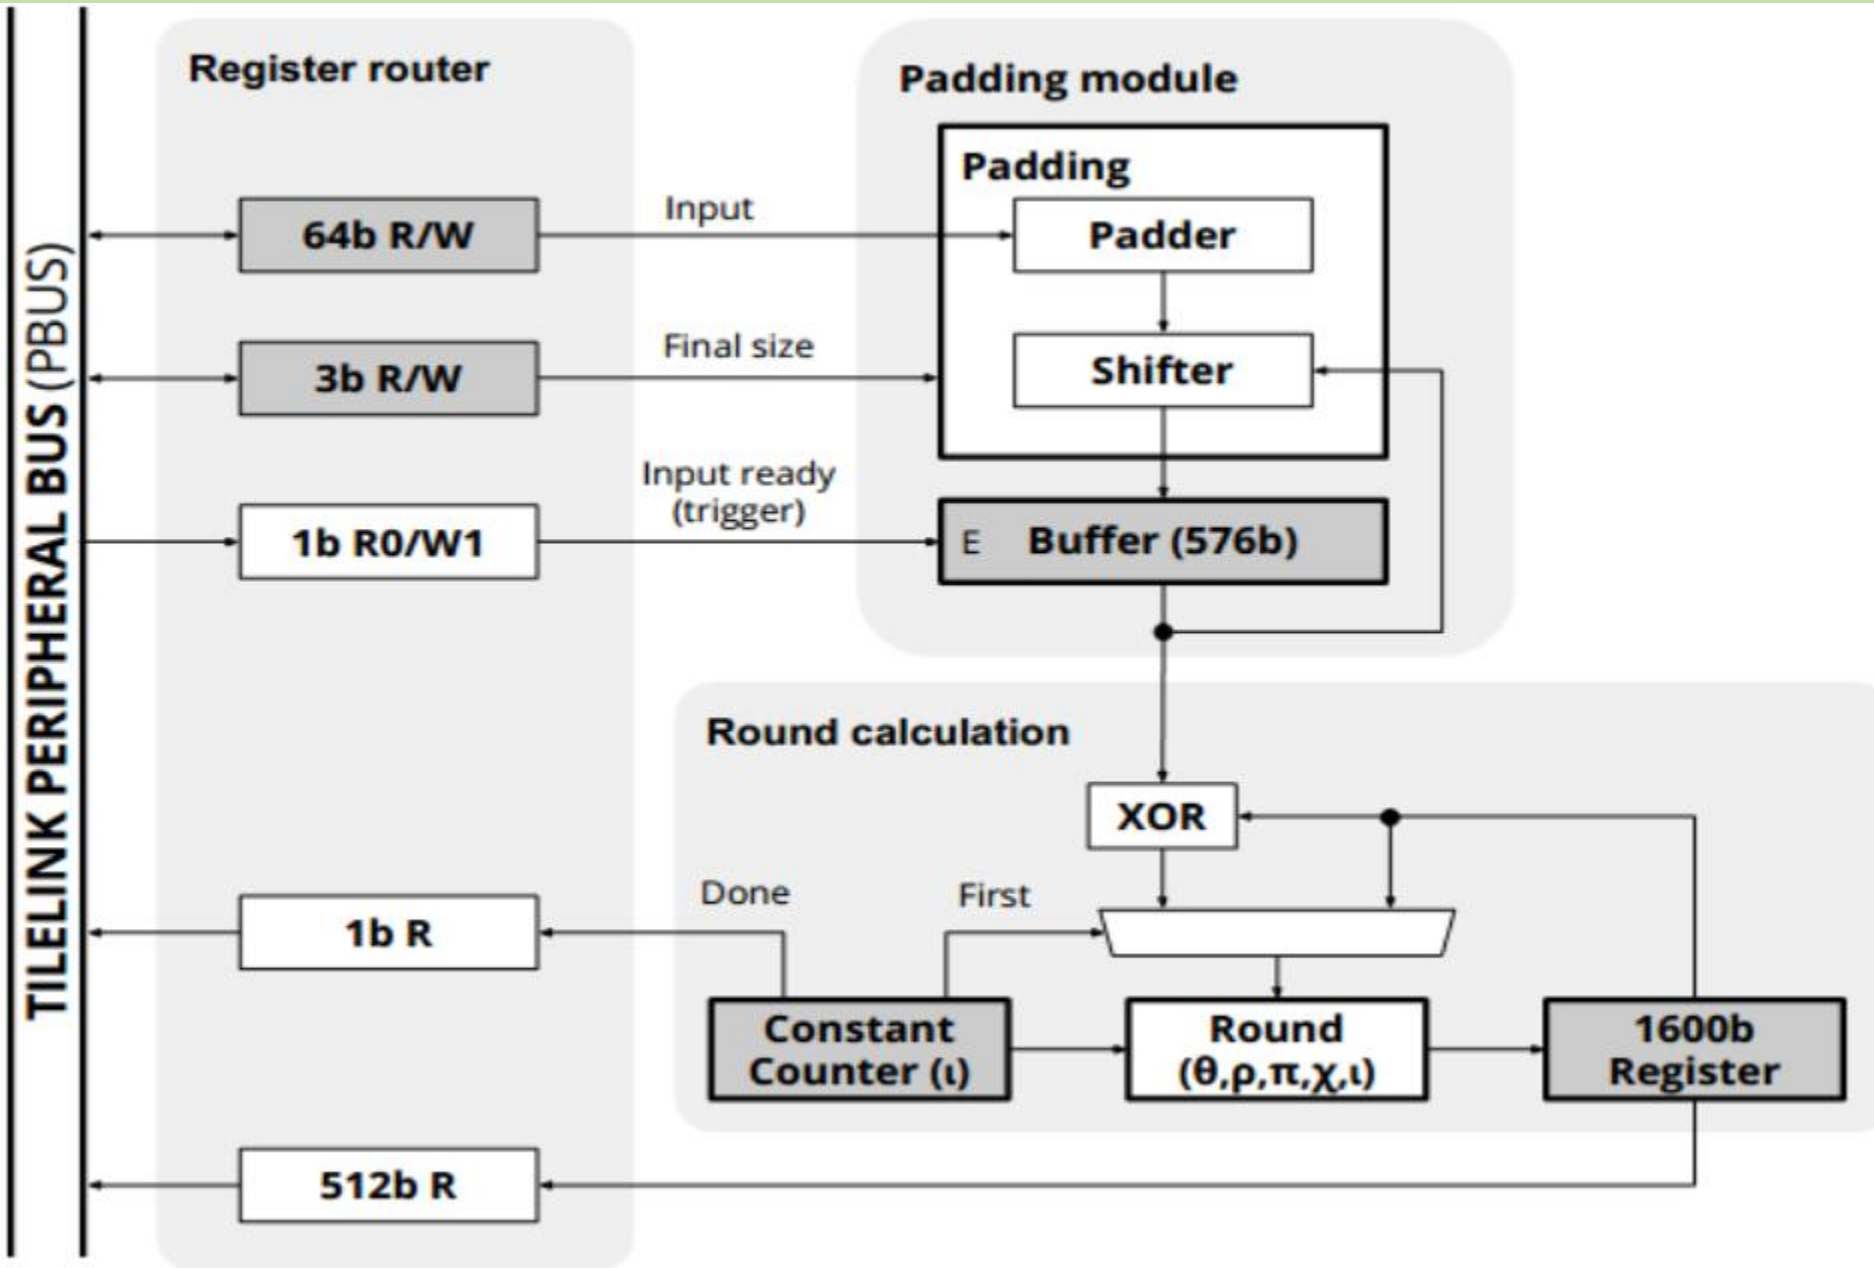 TILELINK PERIPHERAL BUS (PBUS)
Register router
64b R/W
3b R/W
1b R0/W1
1b R
512b R
Input
Final size
Input ready
(trigger)
Padding module
Padding
Padder
Shifter
E Buffer (576b)
Round calculation
XOR
Done
First
Constant
Counter (ι)
Round
(θ,ρ,π,χ,ι)
1600b
Register